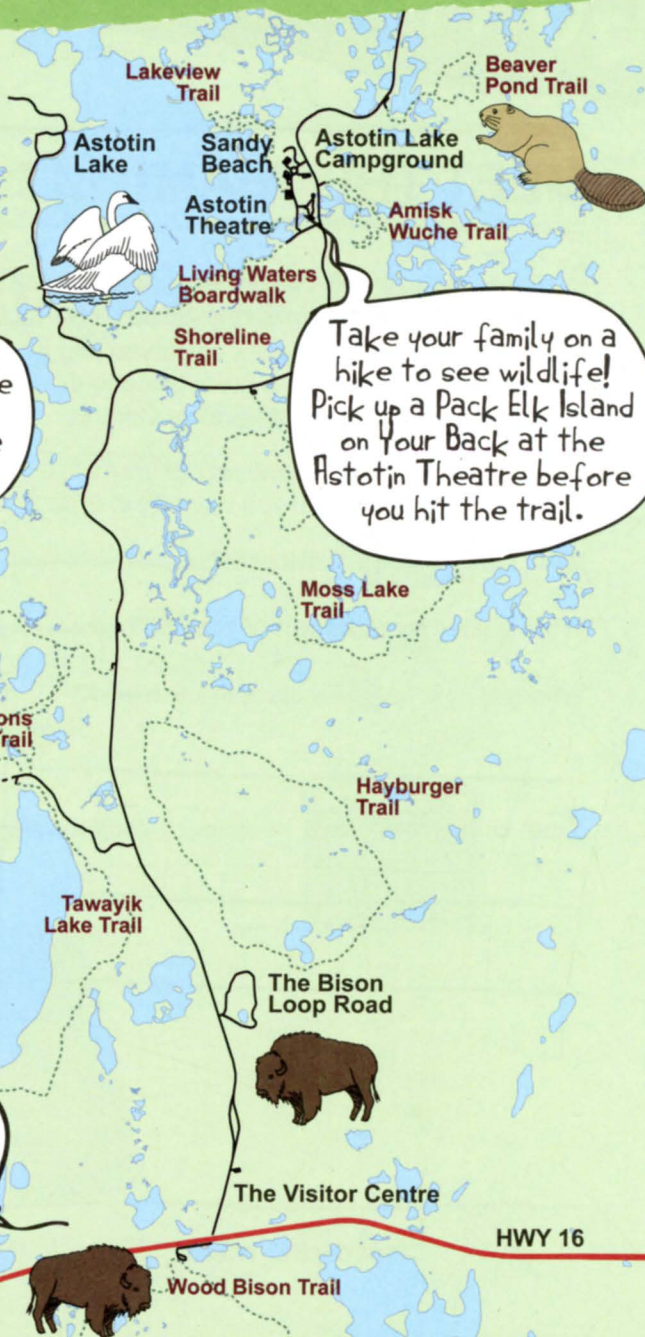 Lakeview
Trail
Beaver
Pond Trail
Astotin
Lake
Sandy
Beach
Astotin Lake
Campground
Astotin
Theatre
Amisk
Wuche Trail
Living Waters
Boardwalk
Shoreline
Trail
Take your family on a
hike to see wildlife!
Pick up a Pack Elk Island
on Your Back at the
Astotin Theatre before
you hit the trail.
Moss Lake
Trail
ons
rail
Hayburger
Trail
Tawayik
Lake Trail
The Bison
Loop Road
The Visitor Centre
HWY 16
Wood Bison Trail